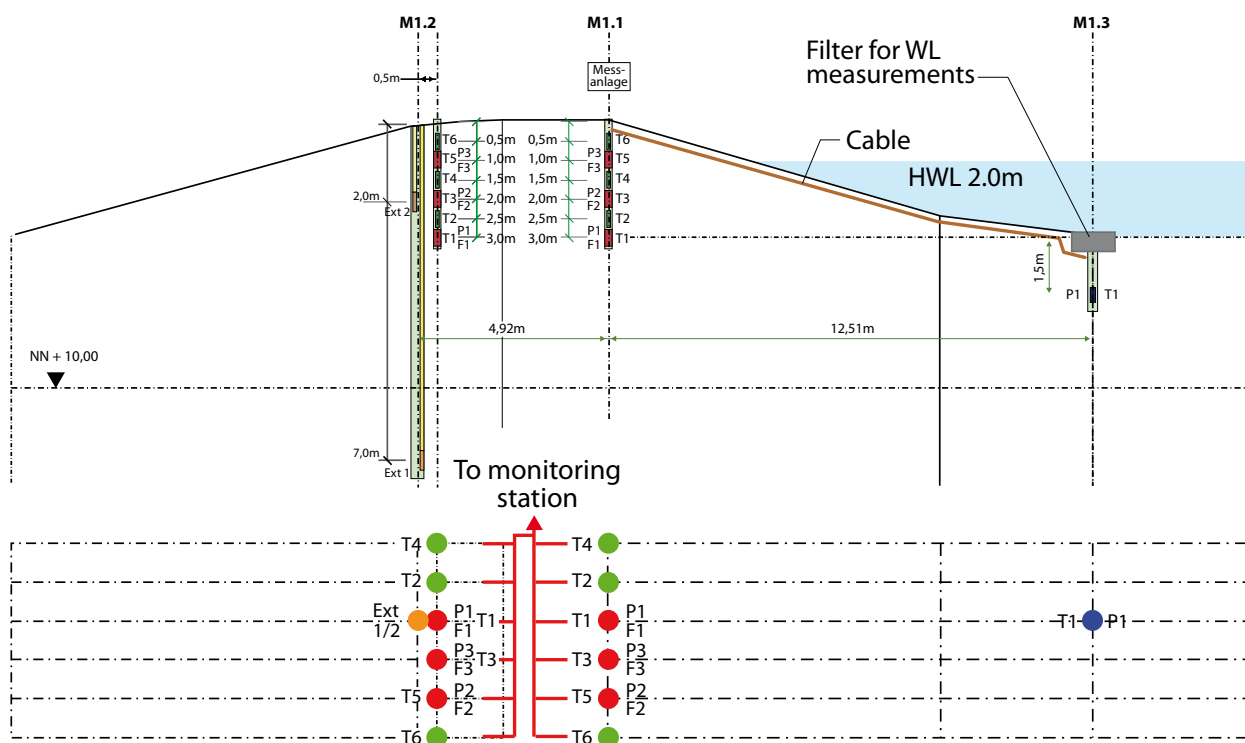 M1.2
M1.1
M1.3
Filter for WL
measurements
0,5m
Mess-
anlage
Cable
HWL 2.0m
T6
0,5m
0,5m
T6
P3
T5
F3
1,0m
1,0m
P3
F3
T5
T4
1,5m
1,5m
T4
2,0m
Ext 2
P2
T3
F2
2,0m
2,0m
P2
F2
T3
T2
2,5m
2,5m
T2
P1
T1
F1
3,0m
3,0m
P1
F1
T1
1,5m
P1
T1
4,92m
12,51m
NN + 10,00
7,0m
Ext 1
To monitoring
station
T4
T4
T2
T2
Ext
1/2
P1
F1
T1
T1
P1
F1
T1
P1
P3
F3
T3
T3
P3
F3
T5
P2
F2
T5
P2
F2
T6
T6